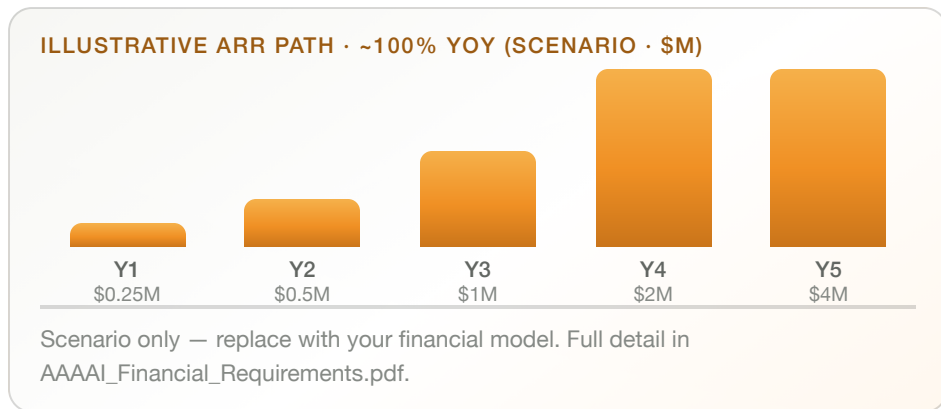 ILLUSTRATIVE ARR PATH · ~100% YOY (SCENARIO · $M)
Y1 Y2 Y3 Y4 Y5
$0.25M $0.5M $1M $2M $4M
Scenario only — replace with your financial model. Full detail in
AAAAI_Financial_Requirements.pdf.